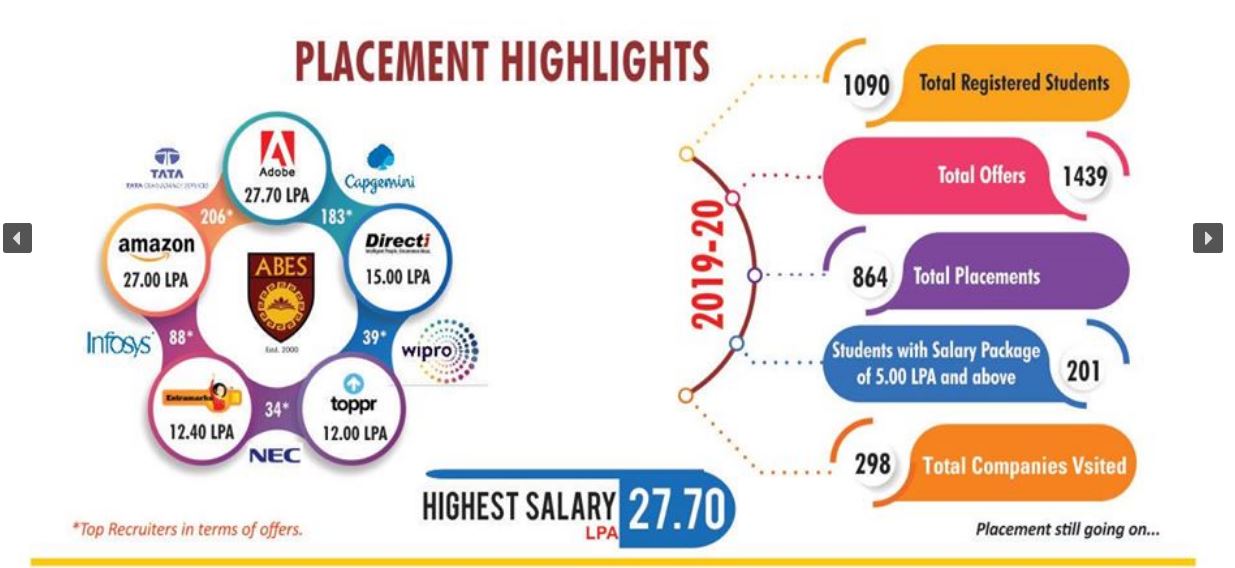 PLACEMENT HIGHLIGHTS
TATA
TATA CONSULTANCY SERVICES
Adobe
27.70 LPA
Capgemini
206*
183*
amazon
27.00 LPA
Directi
15.00 LPA
ABES
Estd. 2000
Infosys
88*
39*
wipro
Extramarks
12.40 LPA
34*
toppr
12.00 LPA
NEC
*Top Recruiters in terms of offers.
HIGHEST SALARY
LPA
27.70
2019-20
1090
Total Registered Students
Total Offers
1439
864
Total Placements
Students with Salary Package
of 5.00 LPA and above
201
298
Total Companies Vsited
Placement still going on...